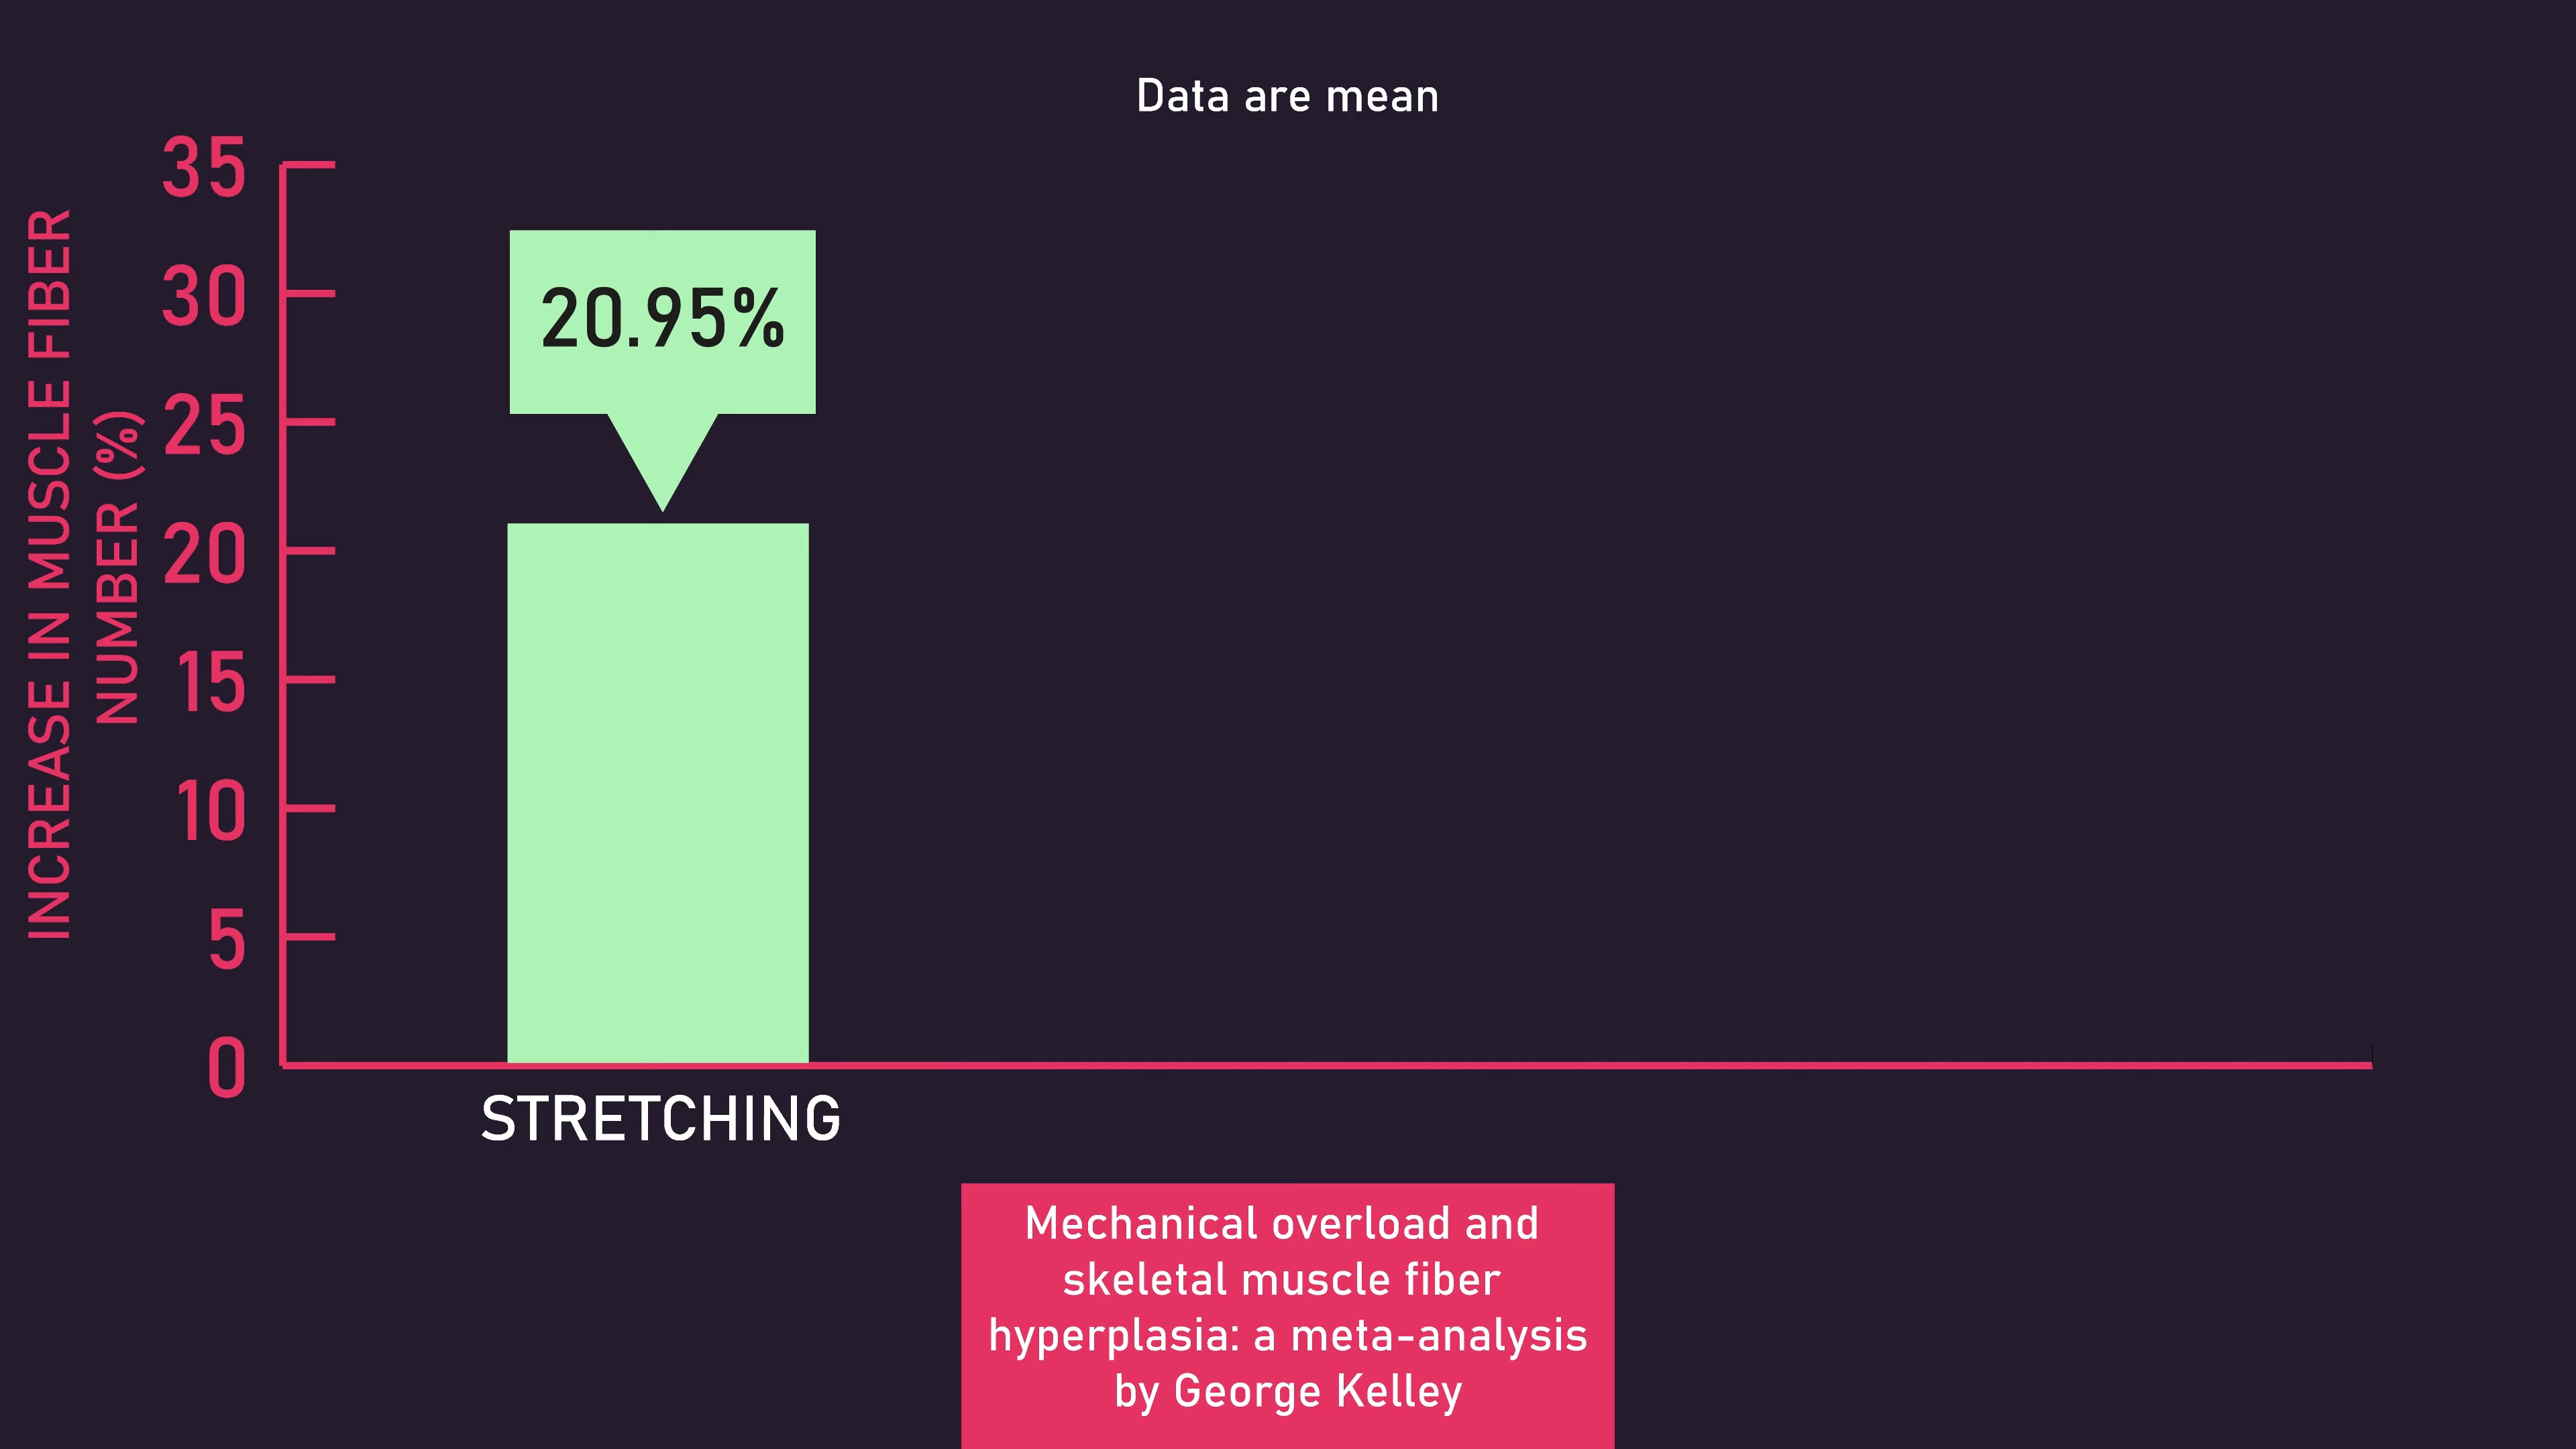 Data are mean
INCREASE IN MUSCLE FIBER
NUMBER (%)
35
30
25
20
15
10
5
0
20.95%
STRETCHING
Mechanical overload and
skeletal muscle fiber
hyperplasia: a meta-analysis
by George Kelley